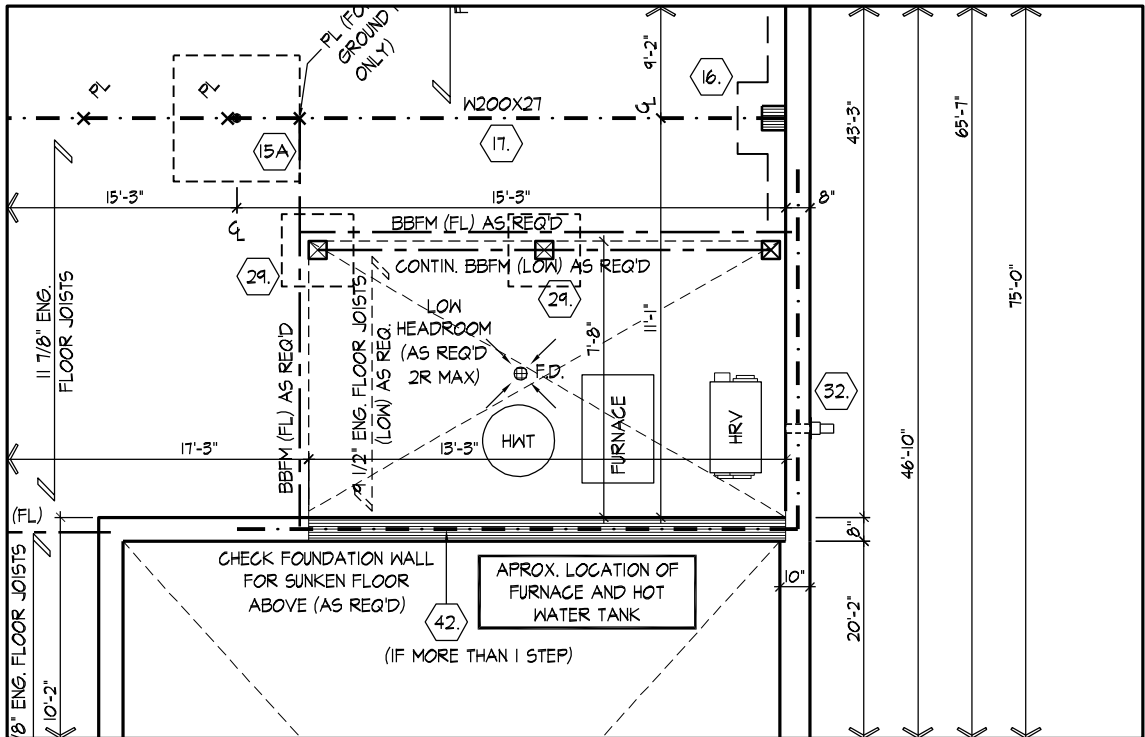 PL (FO
GROUND
ONLY)
PL
PL
9'-2"
16.
W200X27
CL
17.
15A
43'-3"
65'-7"
15'-3"
15'-3"
8"
CL
BBFM (FL) AS REQ'D
CONTIN. BBFM (LOW) AS REQ'D
29.
29.
11 7/8" ENG.
FLOOR JOISTS
BBFM (FL) AS REQ'D
9 1/2" ENG. FLOOR JOISTS
(LOW) AS REQ.
LOW
HEADROOM
(AS REQ'D
2R MAX)
F.D.
7'-8"
11'-1"
75'-0"
HWT
FURNACE
HRV
32.
17'-3"
13'-3"
46'-10"
(FL)
8"
CHECK FOUNDATION WALL
FOR SUNKEN FLOOR
ABOVE (AS REQ'D)
42.
(IF MORE THAN 1 STEP)
APROX. LOCATION OF
FURNACE AND HOT
WATER TANK
10"
20'-2"
/8" ENG. FLOOR JOISTS
10'-2"